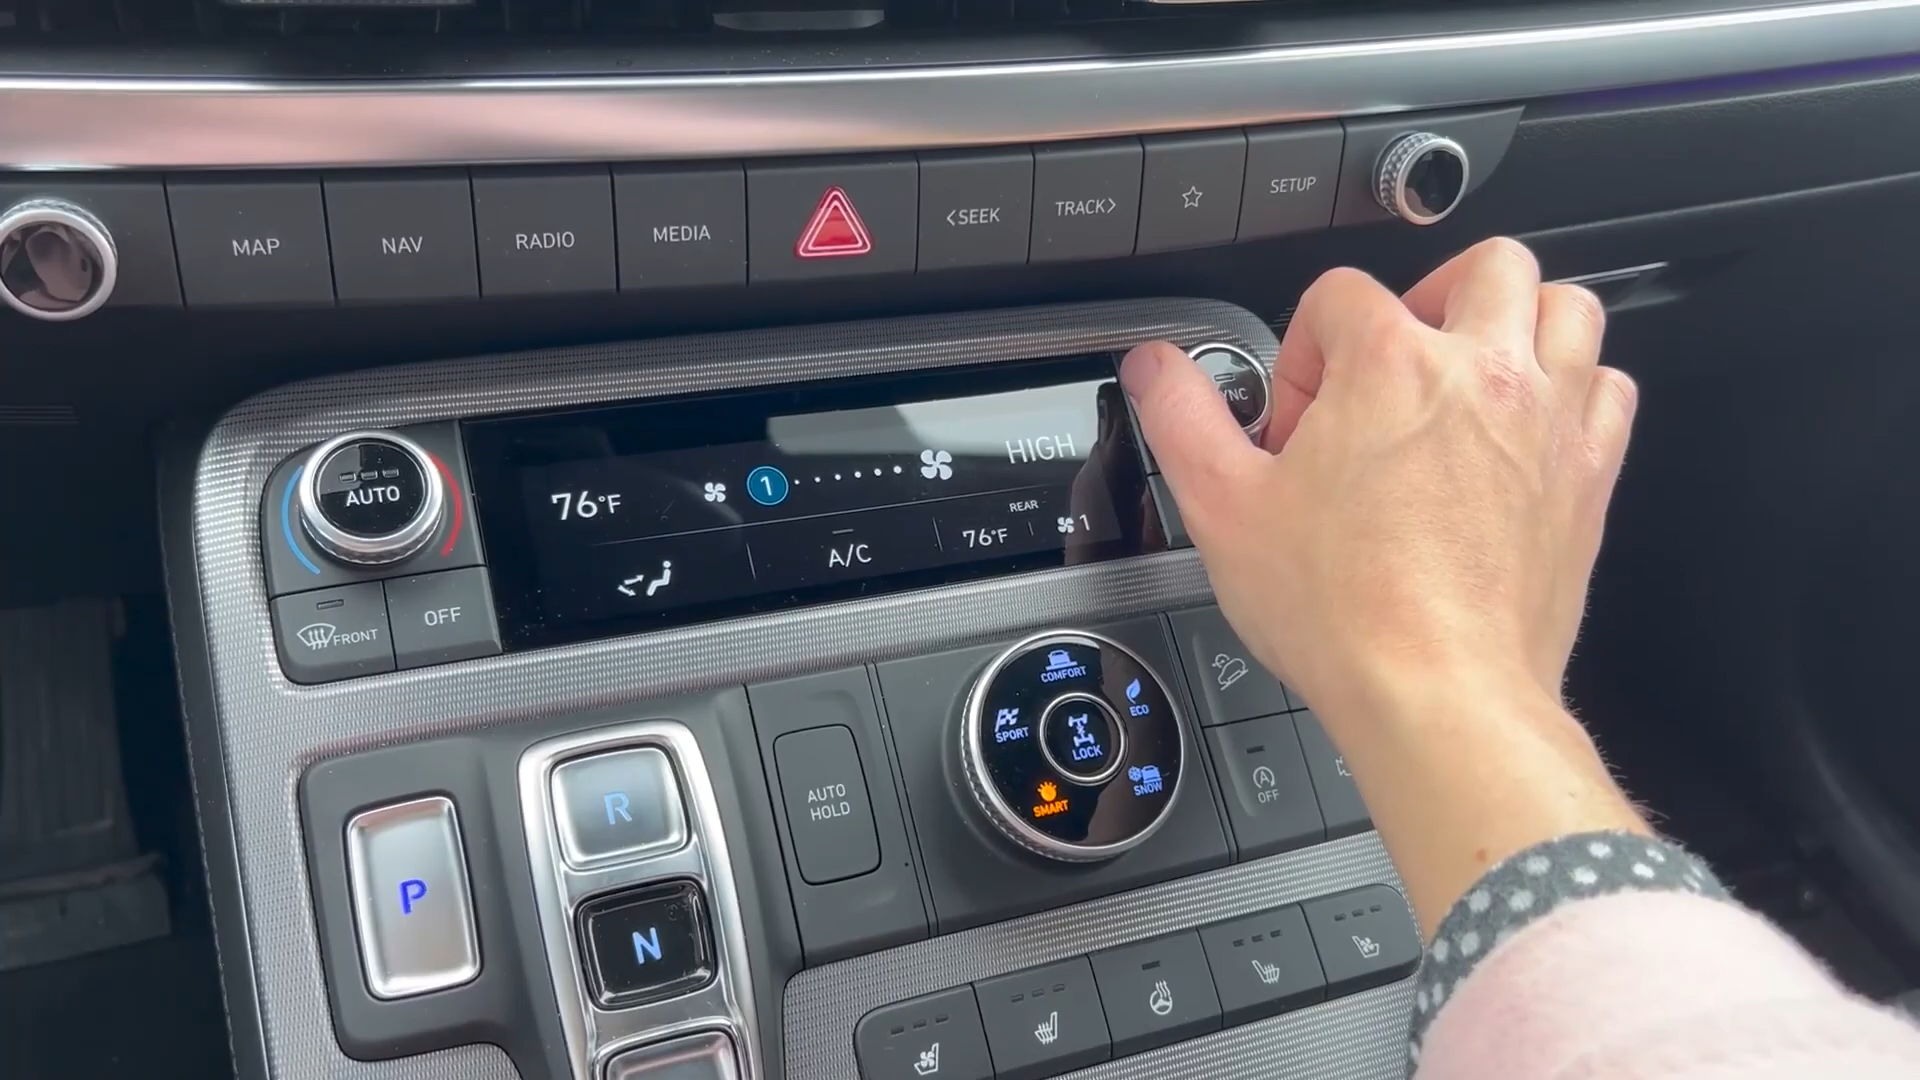 MAP
NAV
RADIO
MEDIA
<SEEK
TRACK>
SETUP
AUTO
76°F
1
HIGH
A/C
REAR
76°F
1
FRONT
OFF
COMFORT
ECO
SPORT
LOCK
SMART
SNOW
AUTO
HOLD
A
OFF
P
R
N